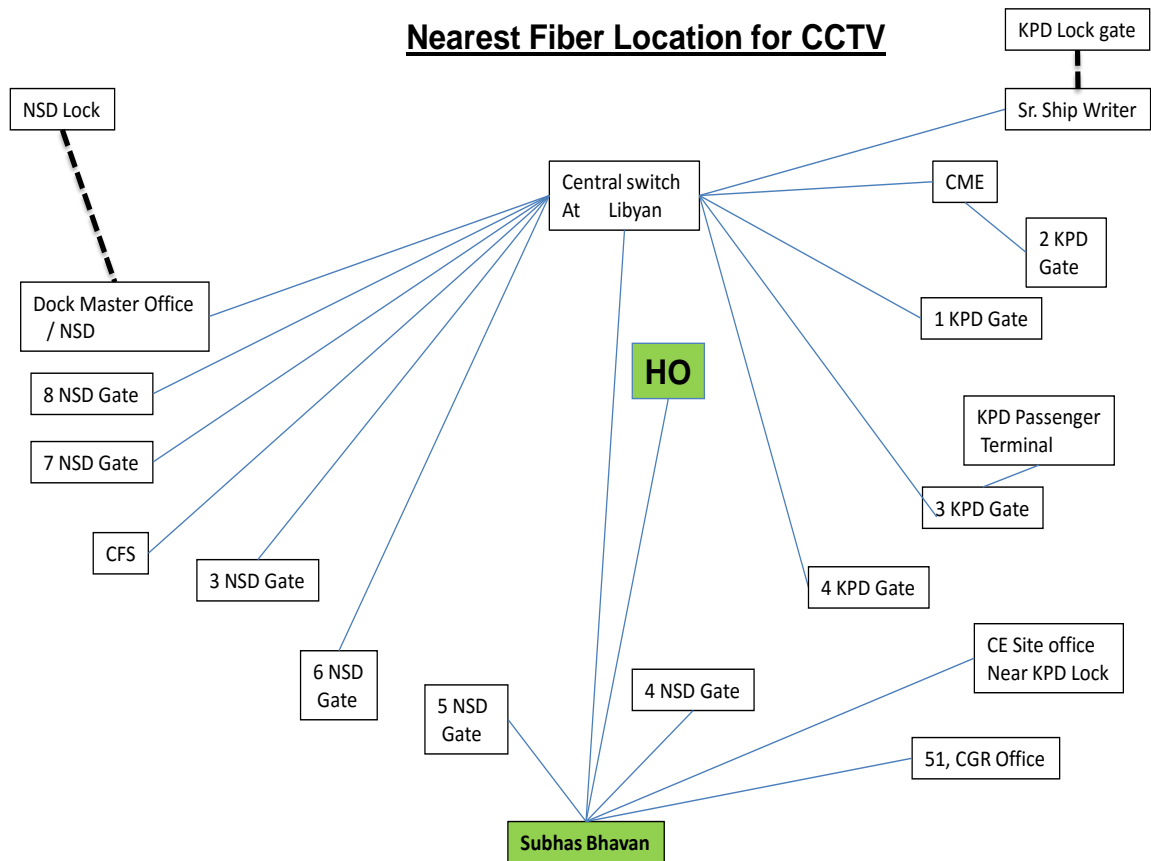 Nearest Fiber Location for CCTV
KPD Lock gate
NSD Lock
Sr. Ship Writer
Central switch
At Libyan
CME
2 KPD
Gate
Dock Master Office
/ NSD
1 KPD Gate
HO
8 NSD Gate
KPD Passenger
Terminal
7 NSD Gate
3 KPD Gate
CFS
3 NSD Gate
4 KPD Gate
CE Site office
Near KPD Lock
6 NSD
Gate
4 NSD Gate
5 NSD
Gate
51, CGR Office
Subhas Bhavan